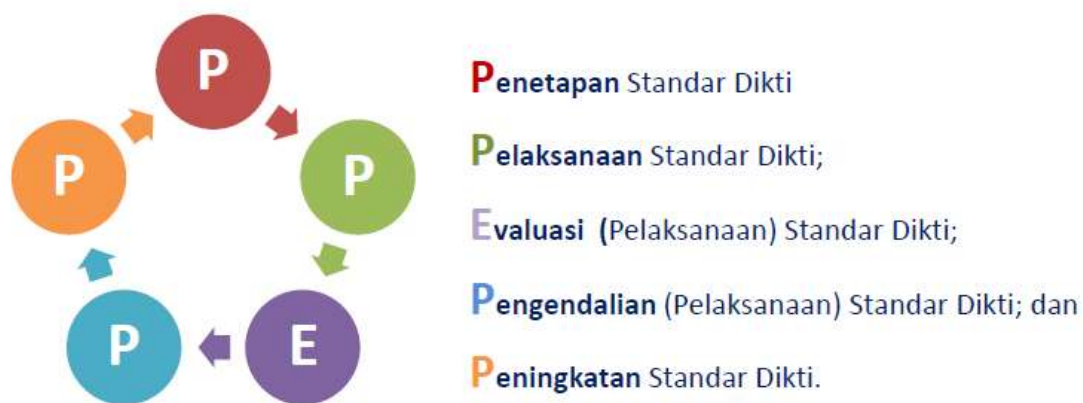 P
P
E
P
P
Penetapan Standar Dikti
Pelaksanaan Standar Dikti;
Evaluasi (Pelaksanaan) Standar Dikti;
Pengendalian (Pelaksanaan) Standar Dikti; dan
Peningkatan Standar Dikti.